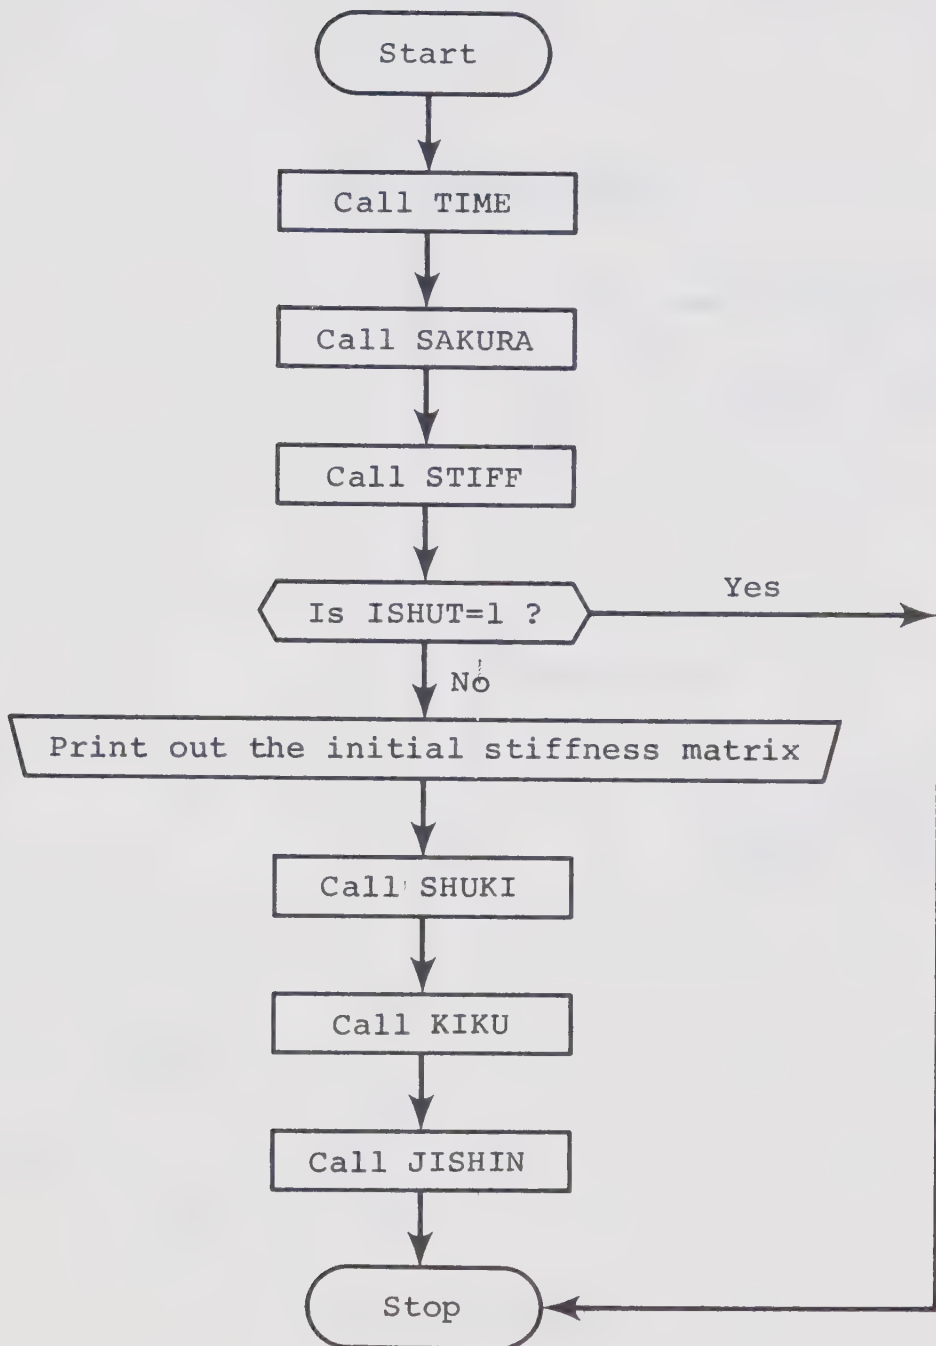 Start
Call TIME
Call SAKURA
Call STIFF
Is ISHUT=1 ?
Yes
No
Print out the initial stiffness matrix
Call SHUKI
Call KIKU
Call JISHIN
Stop